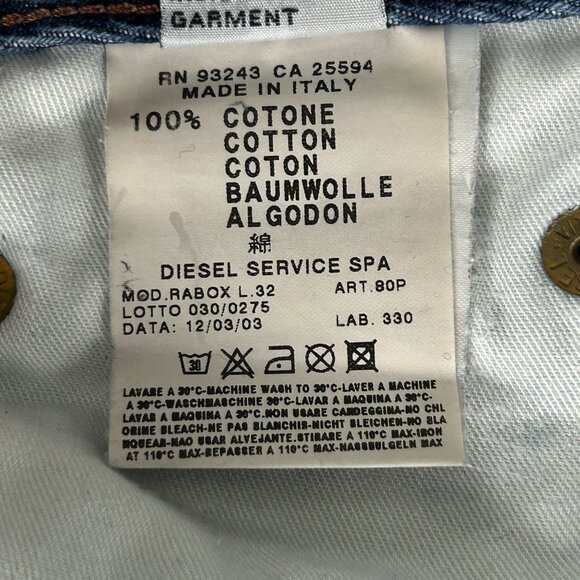 GARMENT
RN 93243 CA 25594
MADE IN ITALY
100% COTONE
COTTON
COTON
BAUMWOLLE
ALGODON
綿
DIESEL SERVICE SPA
MOD.RABOX L.32 ART.80P
LOTTO 030/0275
DATA: 12/03/03 LAB. 330
30
LAVARE A 30°C-MACHINE WASH TO 30°C-LAVER A MACHINE
A 30°C-WASCHMASCHINE 30°C-LAVAR A MAQUINA A 30°C
LAVAR A MAQUINA A 30°C.NON USARE CANDEGGINA-NO CHL
ORINE BLEACH-NE PAS BLANCHIR-NICHT BLEICHEN-NO BLA
NQUEAR-NAO USAR ALVEJANTE.STIRARE A 110°C MAX-IRON
AT 110°C MAX-REPASSER A 110°C MAX-NASSBULGELN MAX